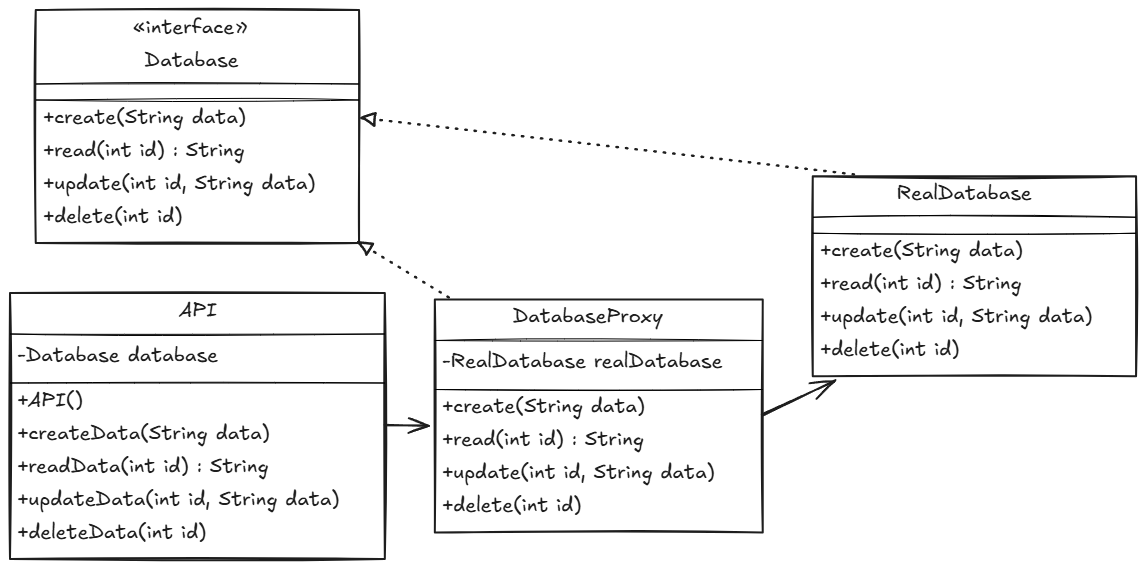 «interface»
Database
+create(String data)
+read(int id) : String
+update(int id, String data)
+delete(int id)
RealDatabase
+create(String data)
+read(int id) : String
+update(int id, String data)
+delete(int id)
API
-Database database
+API()
+createData(String data)
+readData(int id) : String
+updateData(int id, String data)
+deleteData(int id)
DatabaseProxy
-RealDatabase realDatabase
+create(String data)
+read(int id) : String
+update(int id, String data)
+delete(int id)